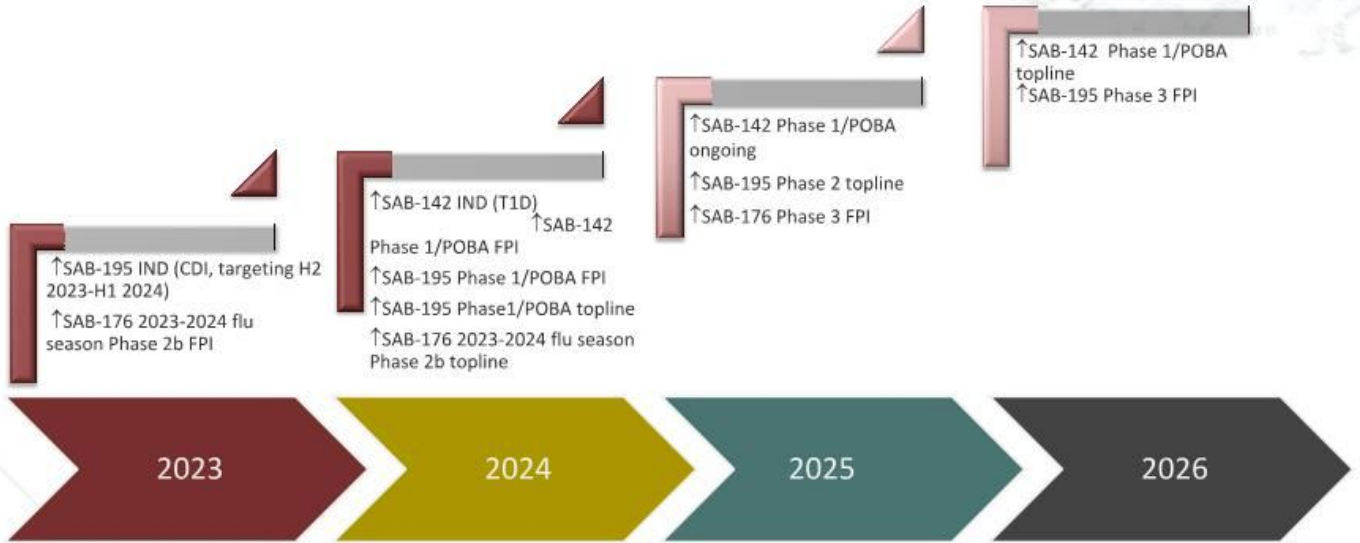 ↑SAB-195 IND (CDI, targeting H2
2023-H1 2024)
↑SAB-176 2023-2024 flu
season Phase 2b FPI
↑SAB-142 IND (T1D)
↑SAB-142
Phase 1/POBA FPI
↑SAB-195 Phase 1/POBA FPI
↑SAB-195 Phase1/POBA topline
↑SAB-176 2023-2024 flu season
Phase 2b topline
↑SAB-142 Phase 1/POBA
ongoing
↑SAB-195 Phase 2 topline
↑SAB-176 Phase 3 FPI
↑SAB-142 Phase 1/POBA
topline
↑SAB-195 Phase 3 FPI
2023
2024
2025
2026